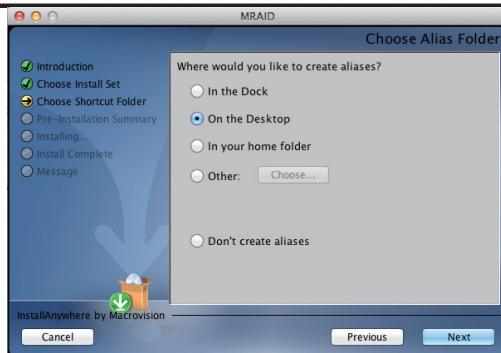 MRAID
Choose Alias Folder
Introduction
Choose Install Set
Choose Shortcut Folder
Pre-Installation Summary
Installing...
Install Complete
Message
Where would you like to create aliases?
In the Dock
On the Desktop
In your home folder
Other: Choose...
Don't create aliases
InstallAnywhere by Macrovision
Cancel Previous Next